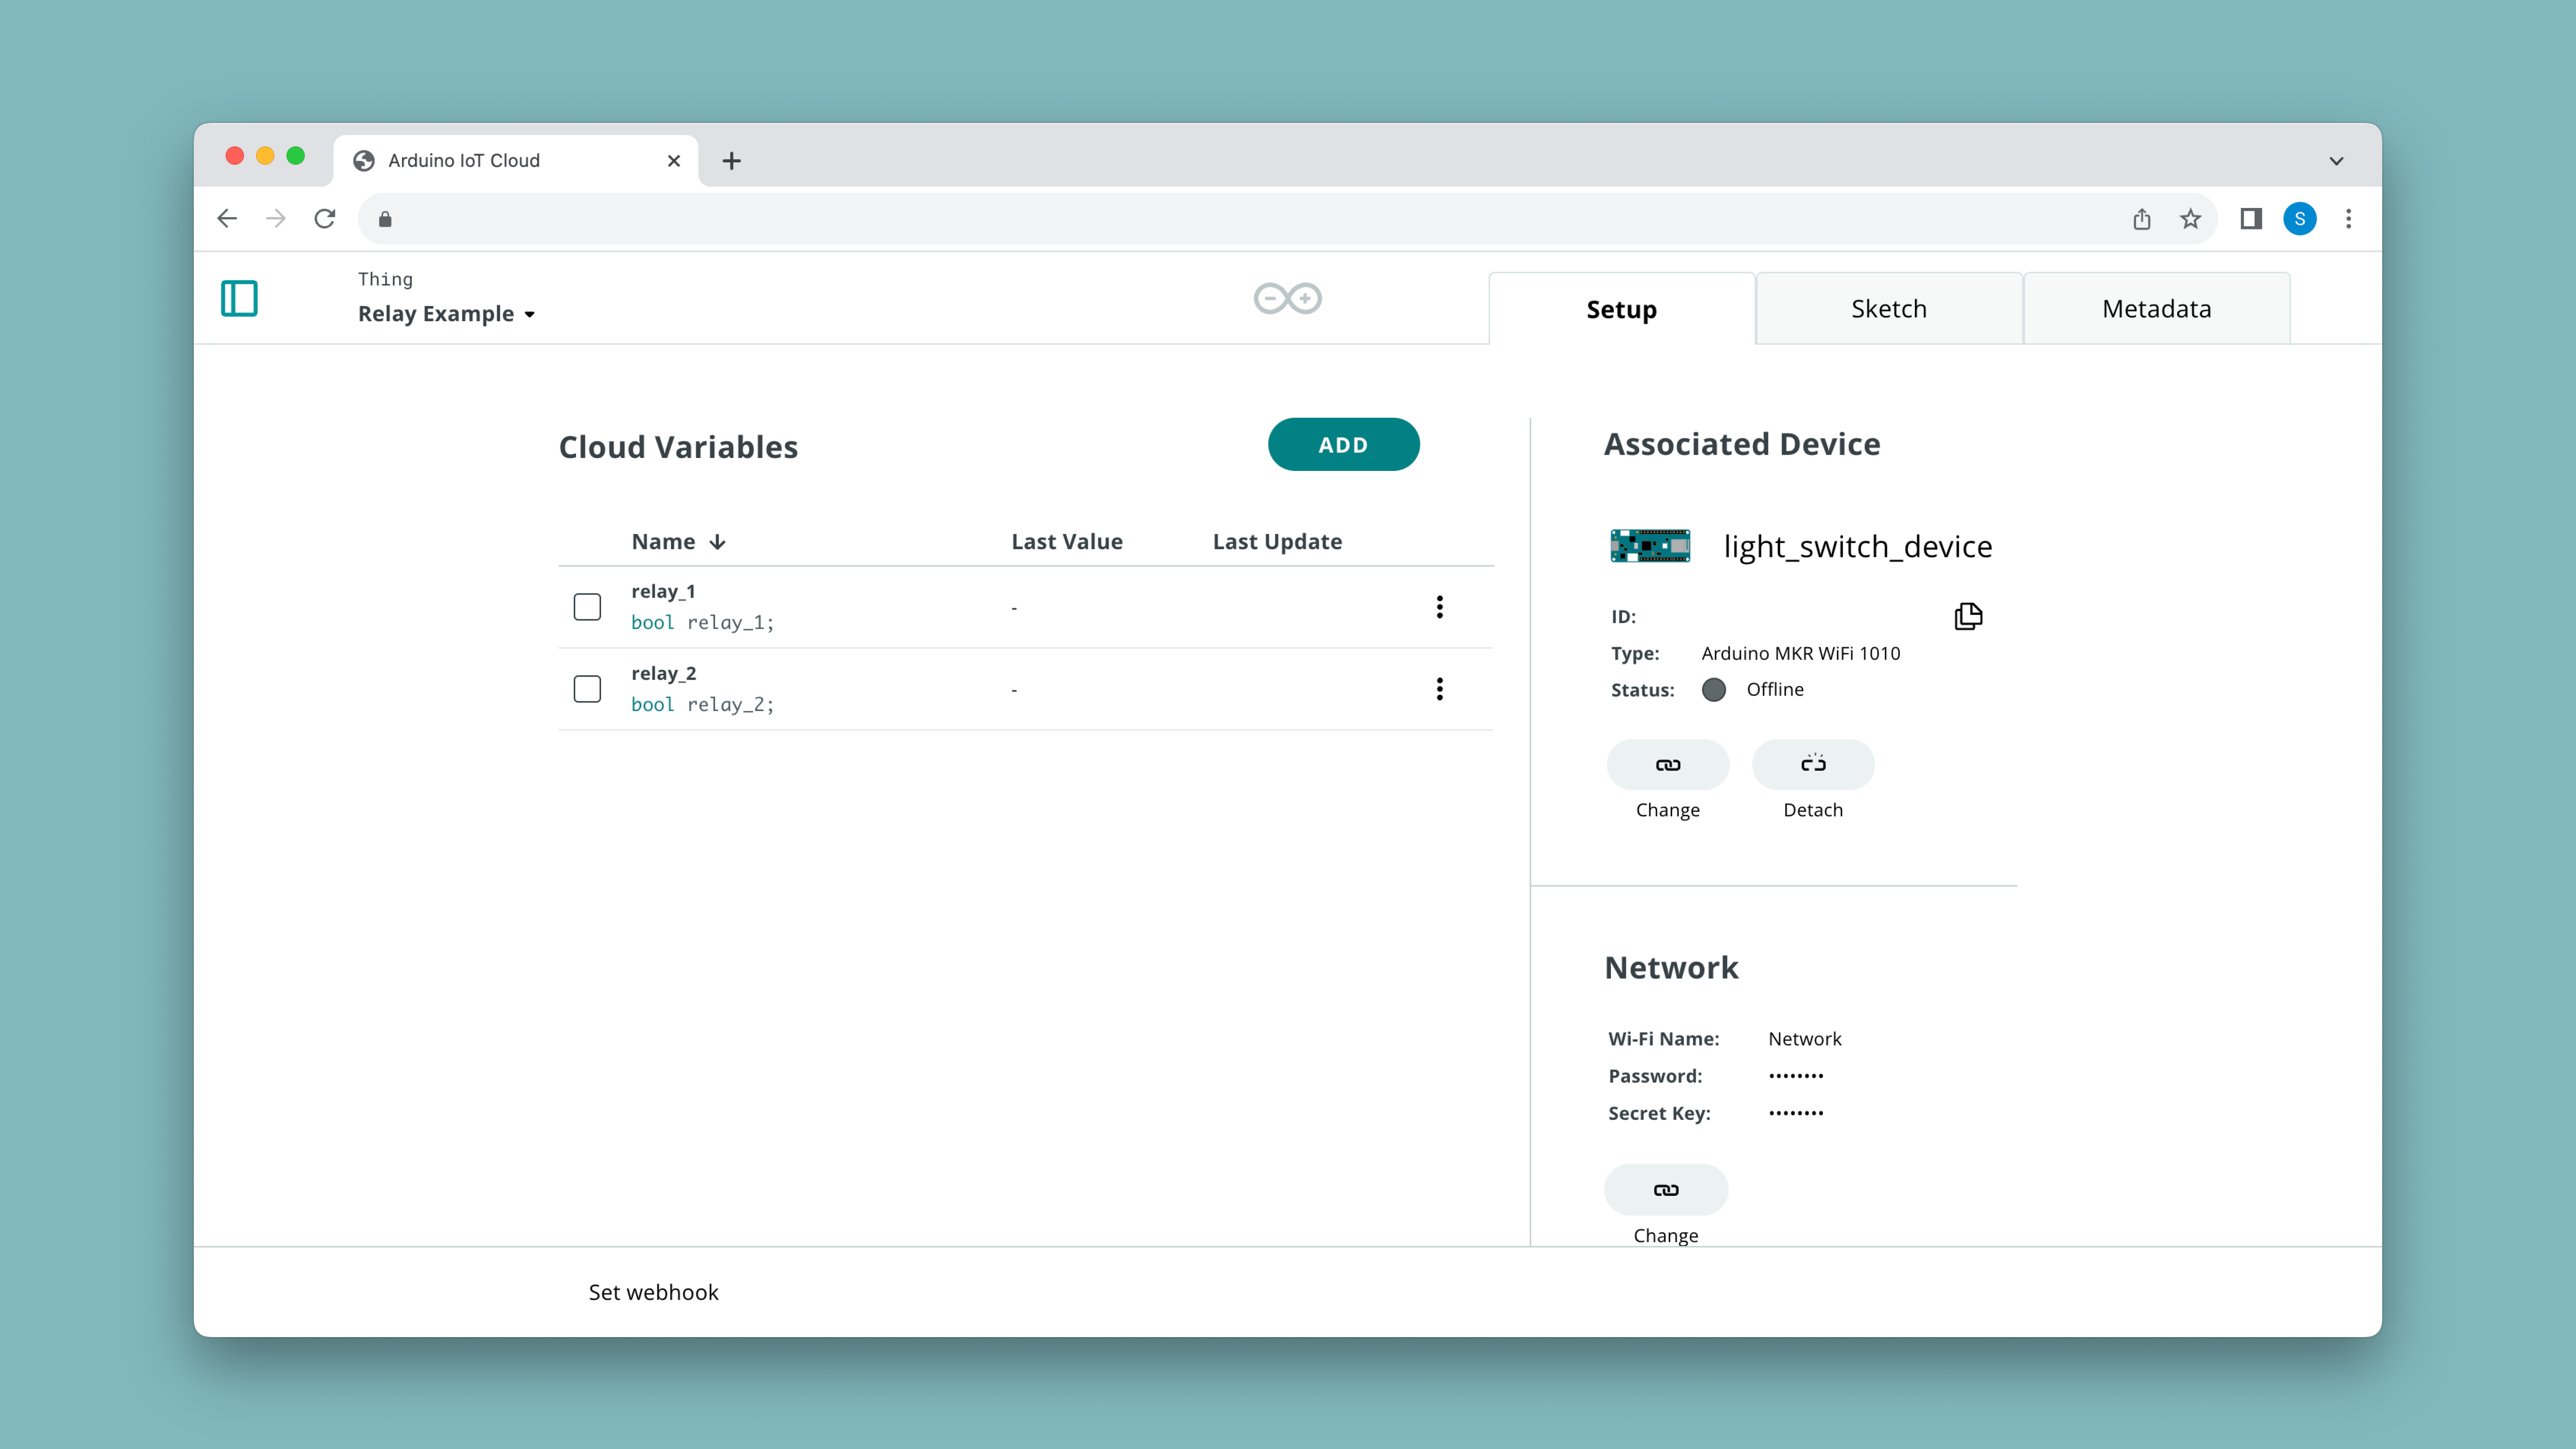 Arduino IoT Cloud
S
Thing
Relay Example
Setup
Sketch
Metadata
Cloud Variables
ADD
Name
Last Value
Last Update
relay_1
bool relay_1;
-
relay_2
bool relay_2;
-
Associated Device
light_switch_device
ID:
Type: Arduino MKR WiFi 1010
Status: Offline
Change
Detach
Network
Wi-Fi Name: Network
Password: ••••••••
Secret Key: ••••••••
Change
Set webhook